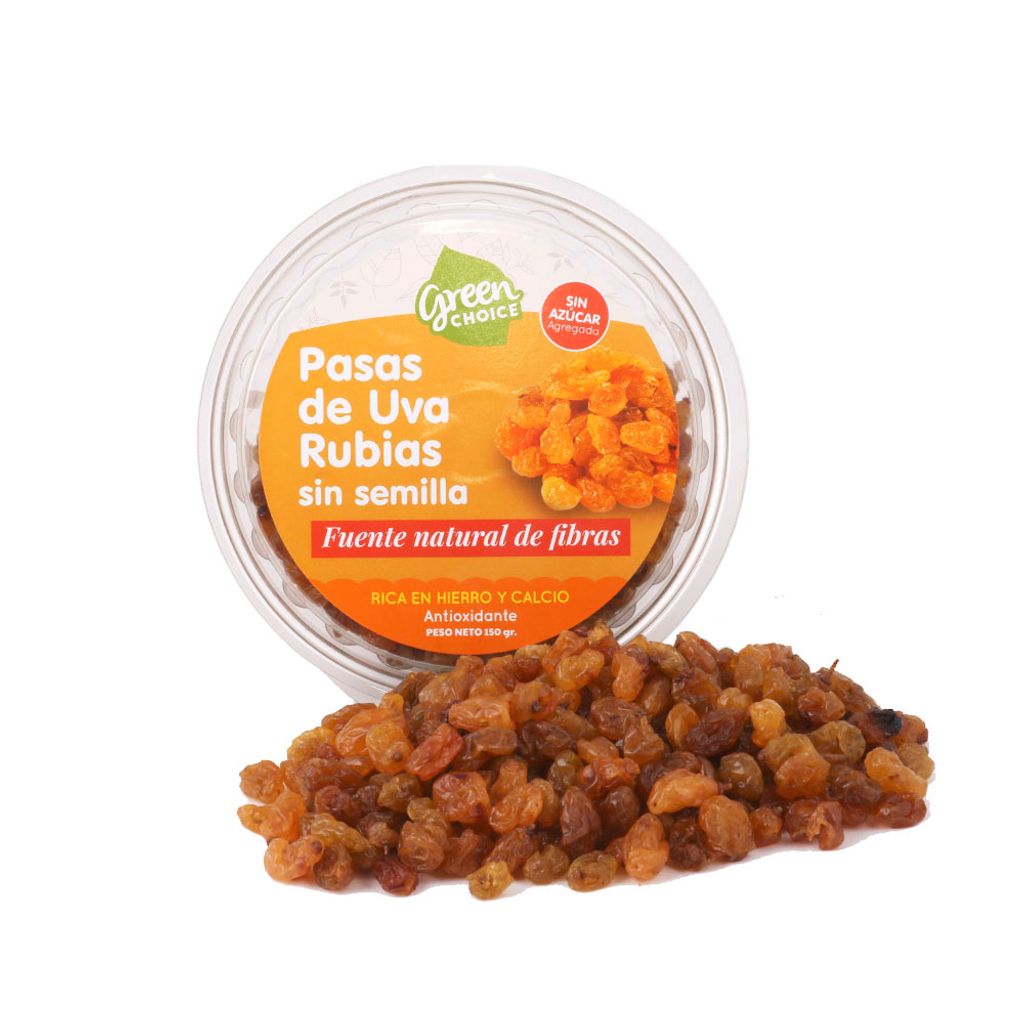 green
CHOICE
SIN
AZÚCAR
Agregada
Pasas
de Uva
Rubias
sin semilla
Fuente natural de fibras
RICA EN HIERRO Y CALCIO
Antioxidante
PESO NETO 150 gr.